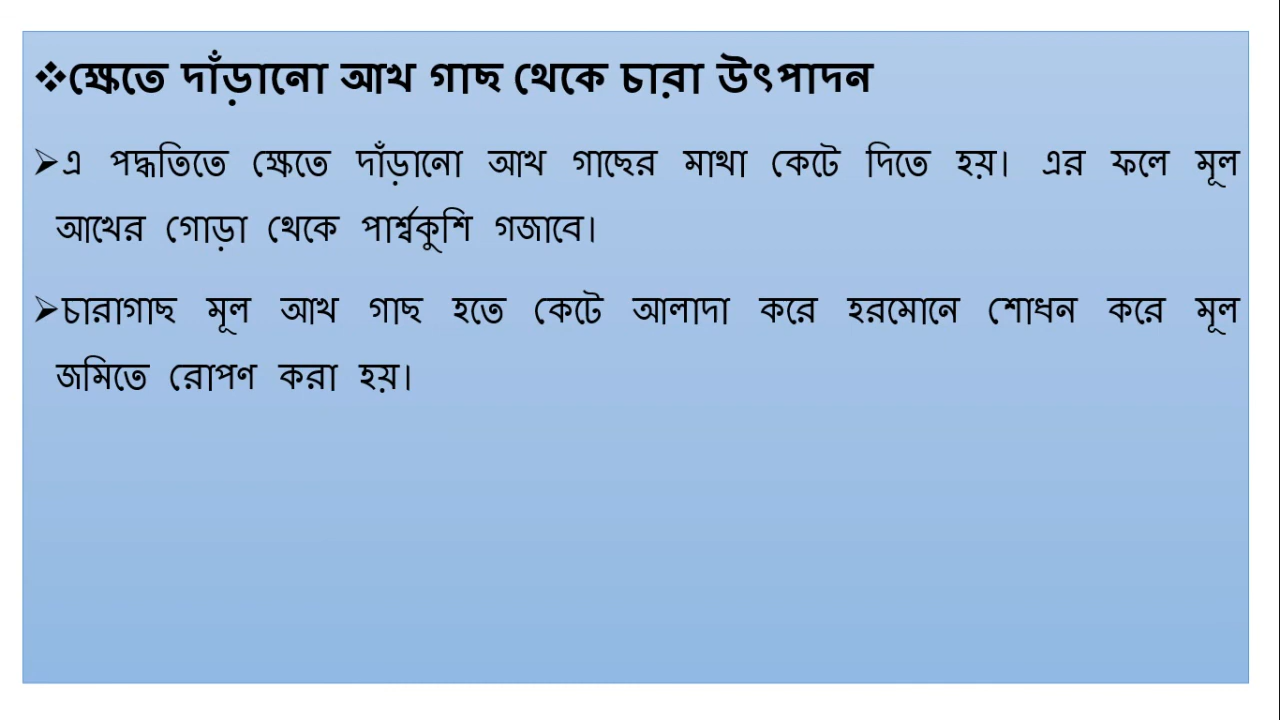 ❖ক্ষেতে দাঁড়ানো আখ গাছ থেকে চারা উৎপাদন
➢এ পদ্ধতিতে ক্ষেতে দাঁড়ানো আখ গাছের মাথা কেটে দিতে হয়। এর ফলে মূল
আখের গোড়া থেকে পার্শ্বকুশি গজাবে।
➢চারাগাছ মূল আখ গাছ হতে কেটে আলাদা করে হরমোনে শোধন করে মূল
জমিতে রোপণ করা হয়।